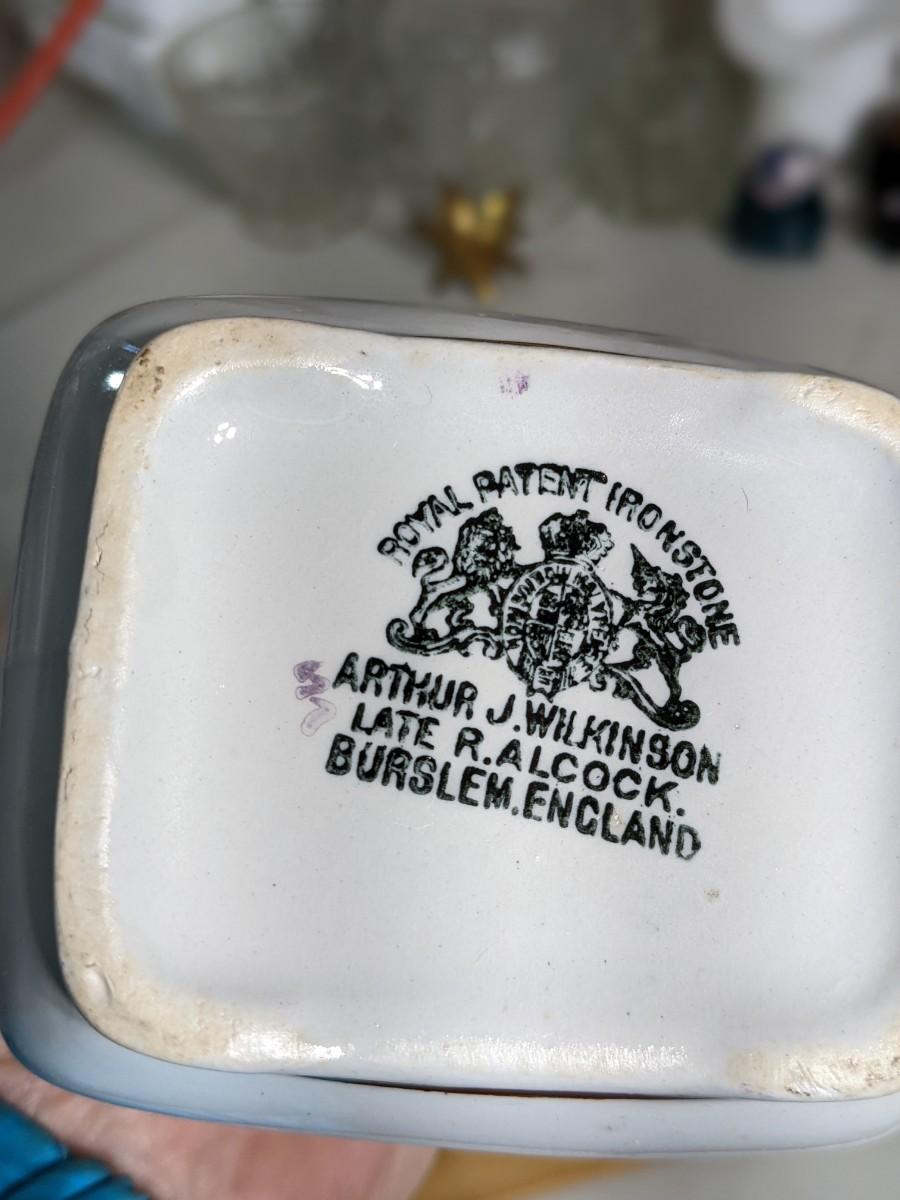 ROYAL PATENT IRONSTONE
ARTHUR J.WILKINSON
LATE R.ALCOCK.
BURSLEM.ENGLAND